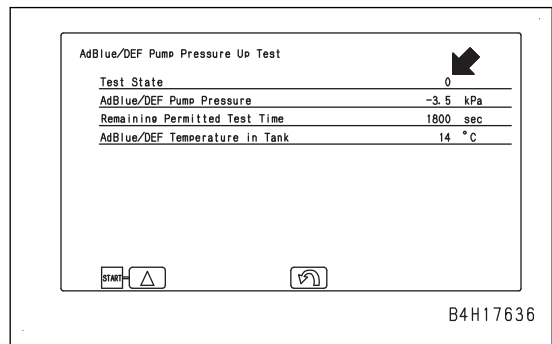 AdBlue/DEF Pump Pressure Up Test
Test State 0
AdBlue/DEF Pump Pressure -3.5 kPa
Remaining Permitted Test Time 1800 sec
AdBlue/DEF Temperature in Tank 14 °C
START
B4H17636